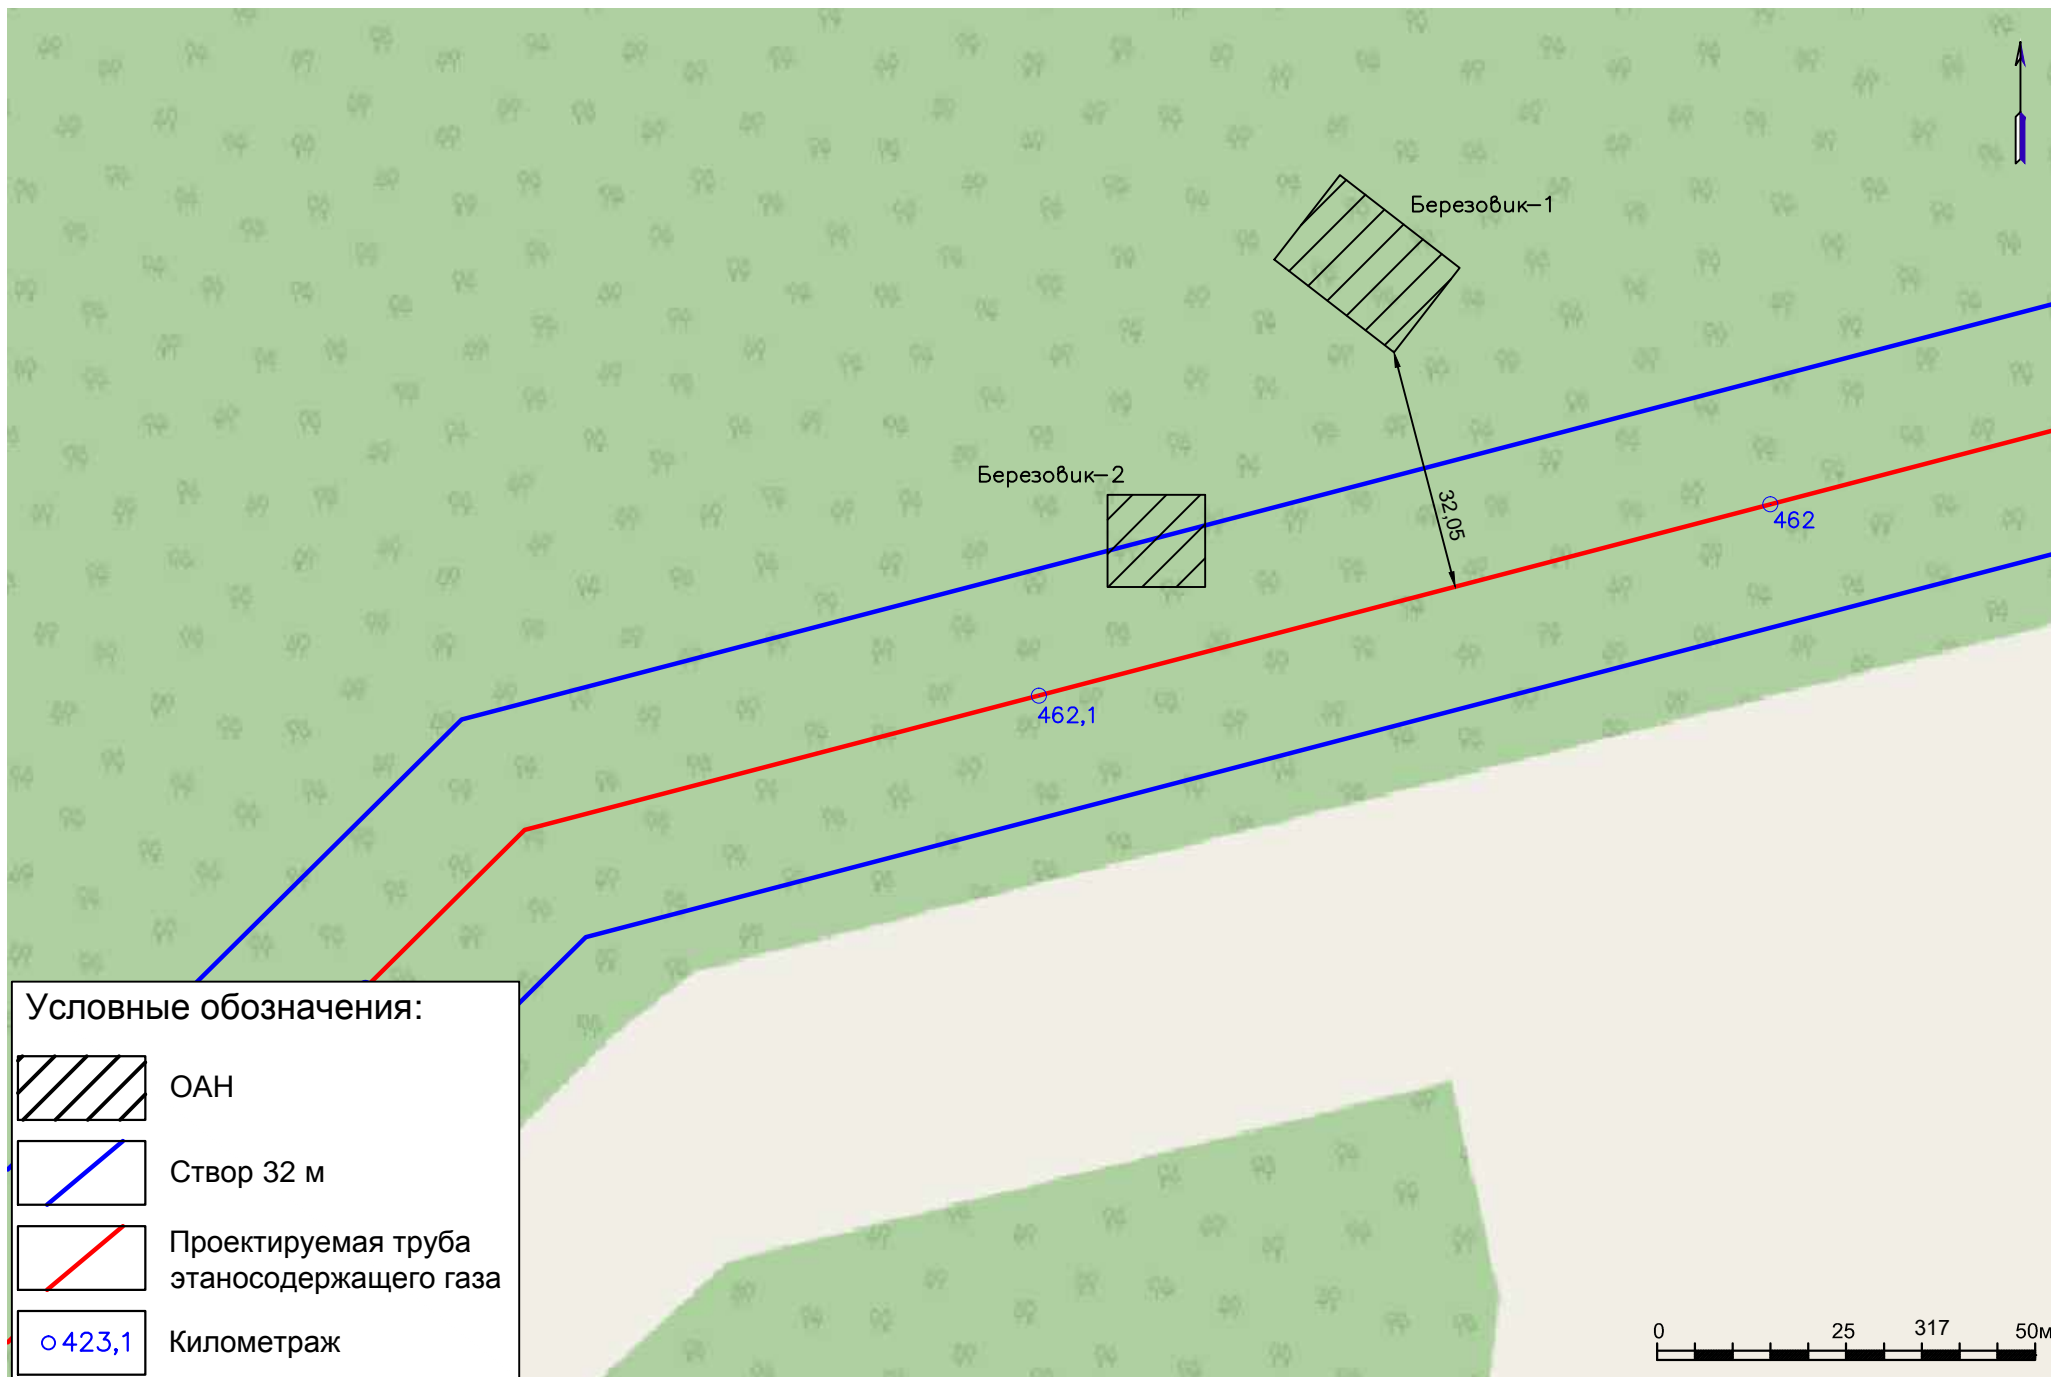 Березовик-1
Березовик-2
32,05
462
462,1
Условные обозначения:
ОАН
Створ 32 м
Проектируемая труба
этаносодержащего газа
423,1
Километраж
0 25 317 50м